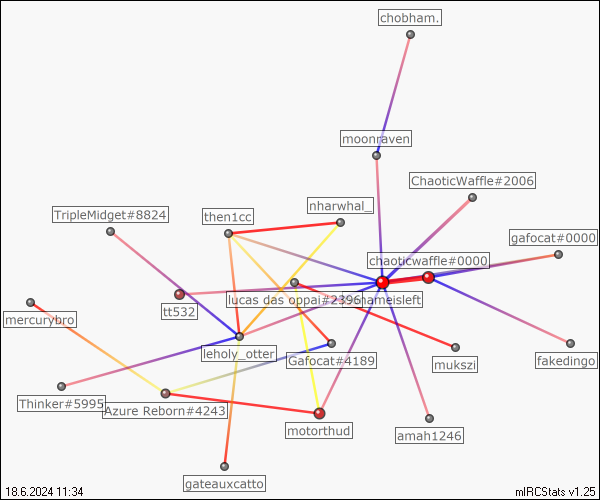 chobham.
moonraven
ChaoticWaffle#2006
nharwhal_
TripleMidget#8824
then1cc
gafocat#0000
chaoticwaffle#0000
lucas das oppai#2396
nameisleft
tt532
mercurybro
leholy_otter
Gafocat#4189
mukszi
fakedingo
Thinker#5995
Azure Reborn#4243
motorthud
amah1246
gateauxcatto
18.6.2024 11:34
mIRCStats v1.25